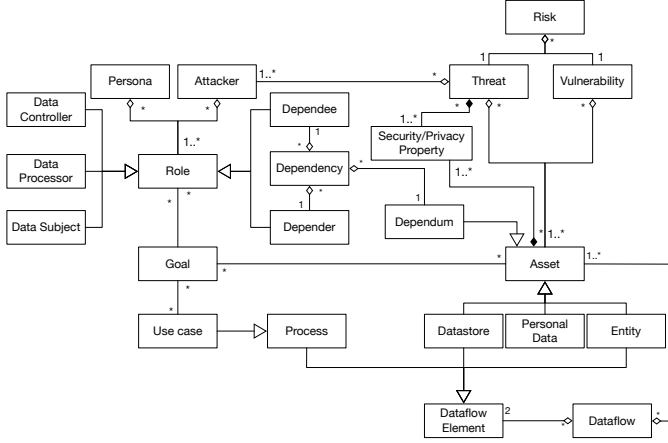 Risk
*
1
1
Persona
Attacker
1..*
*
Threat
Vulnerability
*
*
*
*
*
Data
Controller
Dependee
1..*
1
Security/Privacy
Property
1..*
*
Data
Processor
Role
Dependency
*
1..*
*
*
*
*
1
1
Data Subject
Depender
Dependum
*
1..*
Goal
*
*
Asset
1..*
*
*
Use case
Process
Datastore
Personal
Data
Entity
Dataflow
Element
2
*
Dataflow
*